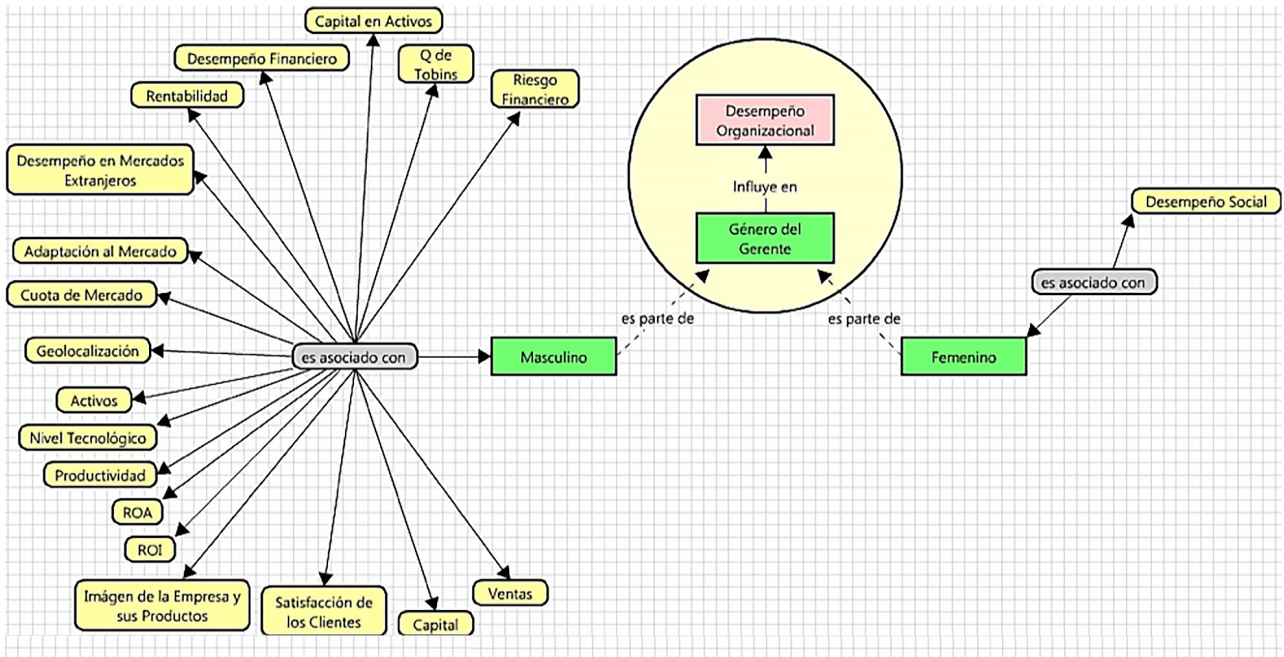 Capital en Activos
Desempeño Financiero
Q de
Tobins
Riesgo
Financiero
Rentabilidad
Desempeño en Mercados
Extranjeros
Adaptación al Mercado
Cuota de Mercado
Geolocalización
Activos
Nivel Tecnológico
Productividad
ROA
ROI
Imágen de la Empresa y
sus Productos
Satisfacción de
los Clientes
Capital
Ventas
es asociado con
Masculino
es parte de
Desempeño
Organizacional
Influye en
Género del
Gerente
es parte de
Femenino
es asociado con
Desempeño Social